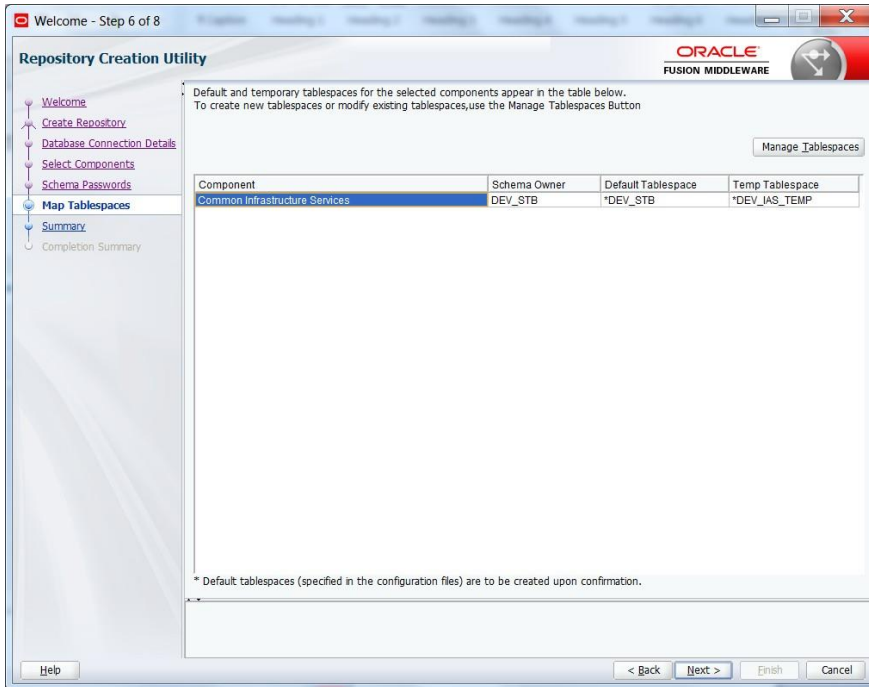 Welcome - Step 6 of 8
Repository Creation Utility
ORACLE
FUSION MIDDLEWARE
Welcome
Create Repository
Database Connection Details
Select Components
Schema Passwords
Map Tablespaces
Summary
Completion Summary
Default and temporary tablespaces for the selected components appear in the table below.
To create new tablespaces or modify existing tablespaces,use the Manage Tablespaces Button
Manage Tablespaces
Component Schema Owner Default Tablespace Temp Tablespace
Common Infrastructure Services DEV_STB *DEV_STB *DEV_IAS_TEMP
* Default tablespaces (specified in the configuration files) are to be created upon confirmation.
Help < Back Next > Finish Cancel